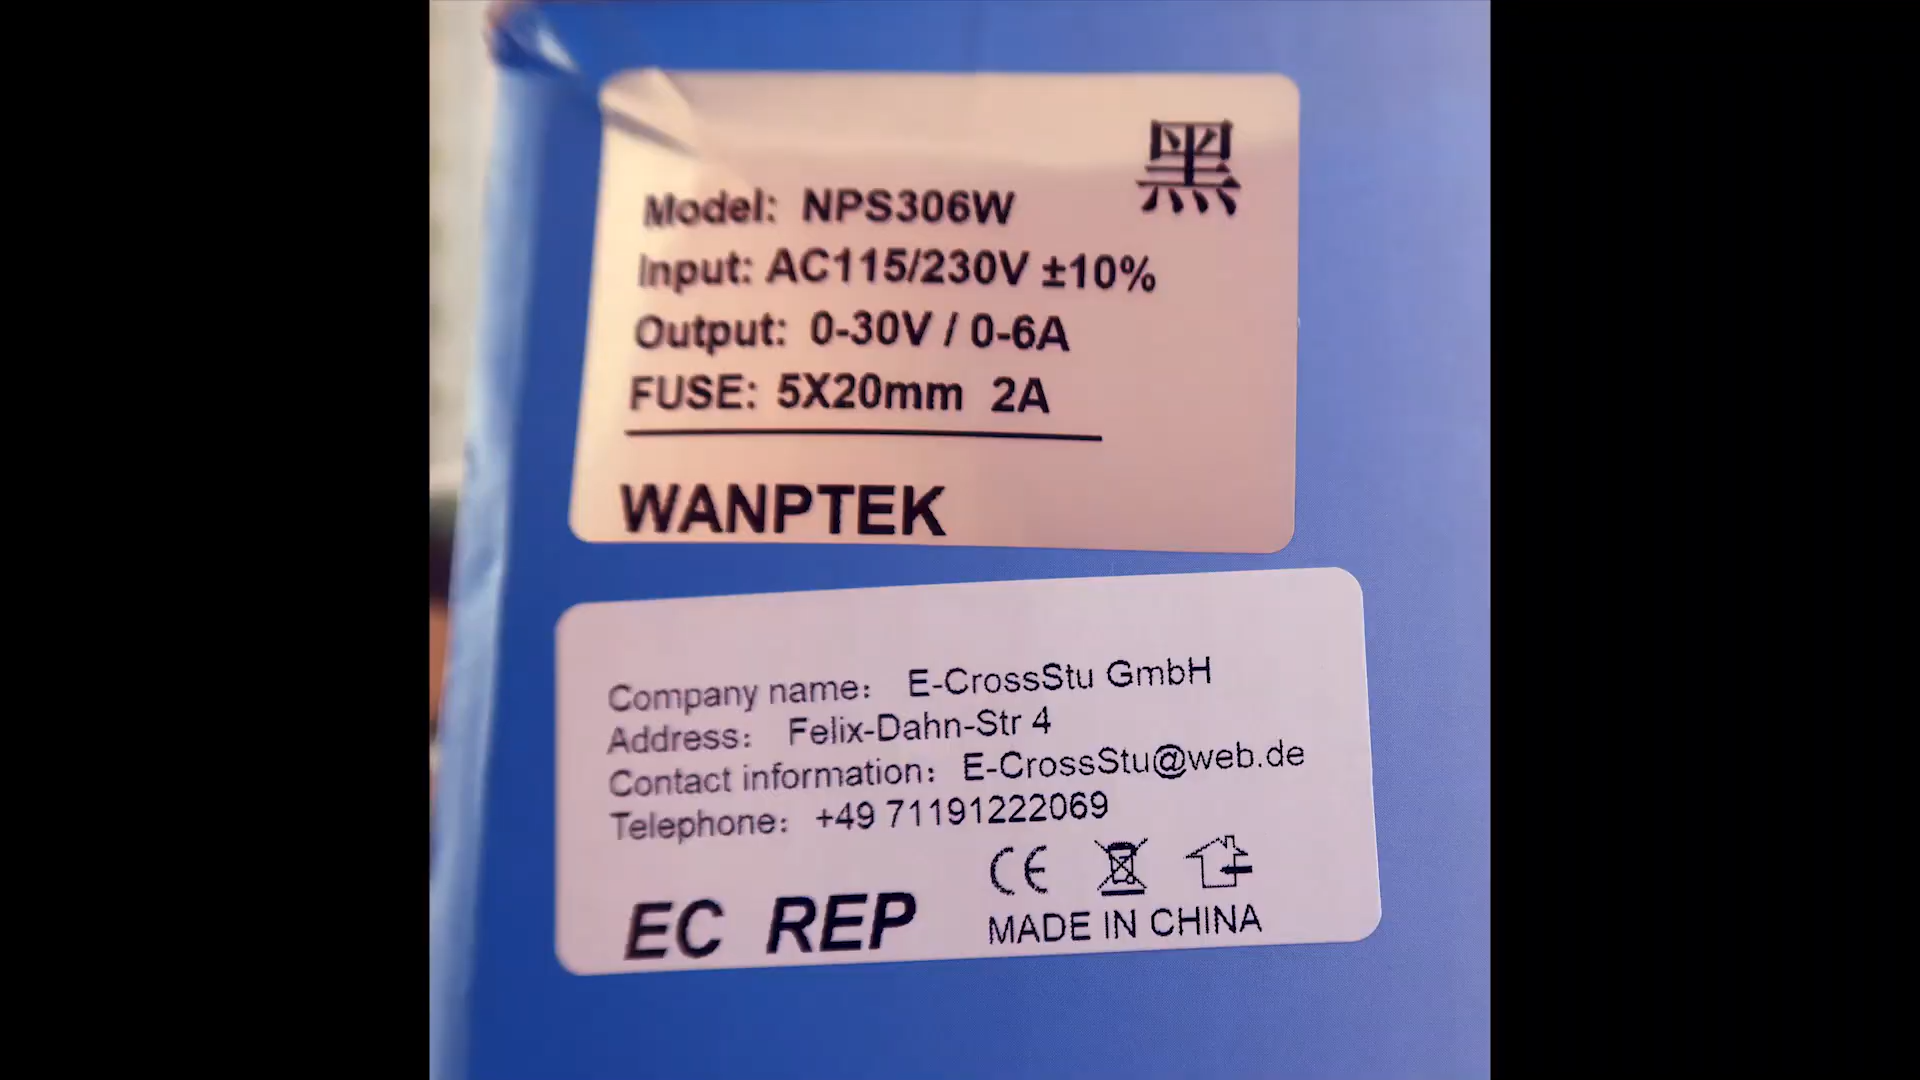 黑
Model: NPS306W
Input: AC115/230V ±10%
Output: 0-30V / 0-6A
FUSE: 5X20mm 2A
WANPTEK
Company name: E-CrossStu GmbH
Address: Felix-Dahn-Str 4
Contact information: E-CrossStu@web.de
Telephone: +49 71191222069
CE
EC REP
MADE IN CHINA